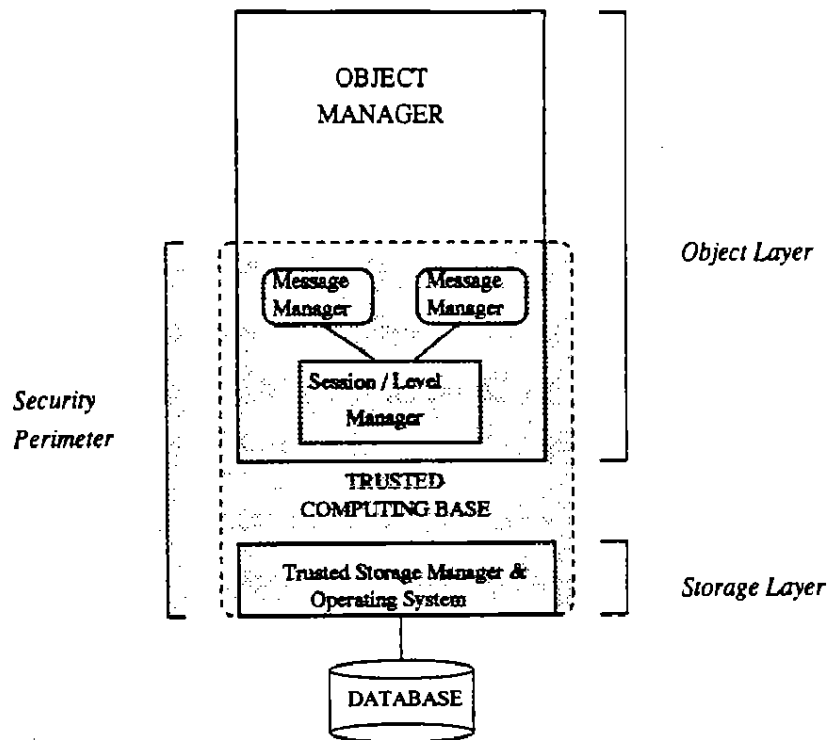 OBJECT
MANAGER
Object Layer
Message
Manager
Message
Manager
Session / Level
Manager
Security
Perimeter
TRUSTED
COMPUTING BASE
Trusted Storage Manager &
Operating System
Storage Layer
DATABASE